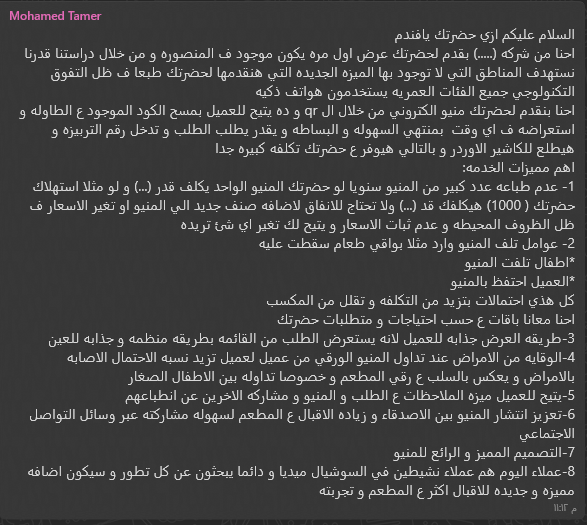 Mohamed Tamer
السلام عليكم ازي حضرتك يافندم
احنا من شركه (.....) بقدم لحضرتك عرض اول مره يكون موجود ف المنصوره و من خلال دراستنا قدرنا
نستهدف المناطق التي لا توجود بها الميزه الجديده التي هنقدمها لحضرتك طبعا ف ظل التفوق
التكنولوجي جميع الفئات العمريه يستخدمون هواتف ذكيه
احنا بنقدم لحضرتك منيو الكتروني من خلال ال qr و ده يتيح للعميل بمسح الكود الموجود ع الطاوله و
استعراضه ف اي وقت بمنتهي السهوله و البساطه و يقدر يطلب الطلب و تدخل رقم التربيزه و
هيطلع للكاشير الاوردر و بالتالي هيوفر ع حضرتك تكلفه كبيره جدا
اهم مميزات الخدمه:
1- عدم طباعه عدد كبير من المنيو سنويا لو حضرتك المنيو الواحد يكلف قدر (...) و لو مثلا استهلاك
حضرتك ( 1000) هيكلفك قد (...) ولا تحتاج للانفاق لاضافه صنف جديد الي المنيو او تغير الاسعار ف
ظل الظروف المحيطه و عدم ثبات الاسعار و يتيح لك تغير اي شئ تريده
2- عوامل تلف المنيو وارد مثلا بواقي طعام سقطت عليه
*اطفال تلفت المنيو
*العميل احتفظ بالمنيو
كل هذي احتمالات بتزيد من التكلفه و تقلل من المكسب
احنا معانا باقات ع حسب احتياجات و متطلبات حضرتك
3-طريقه العرض جذابه للعميل لانه يستعرض الطلب من القائمه بطريقه منظمه و جذابه للعين
4-الوقايه من الامراض عند تداول المنيو الورقي من عميل لعميل تزيد نسبه الاحتمال الاصابه
بالامراض و يعكس بالسلب ع رقي المطعم و خصوصا تداوله بين الاطفال الصغار
5-يتيح للعميل ميزه الملاحظات ع الطلب و المنيو و مشاركه الاخرين عن انطباعهم
6-تعزيز انتشار المنيو بين الاصدقاء و زياده الاقبال ع المطعم لسهوله مشاركته عبر وسائل التواصل
الاجتماعي
7-التصميم المميز و الرائع للمنيو
8-عملاء اليوم هم عملاء نشيطين في السوشيال ميديا و دائما يبحثون عن كل تطور و سيكون اضافه
مميزه و جديده للاقبال اكثر ع المطعم و تجربته
١١:١٢ م